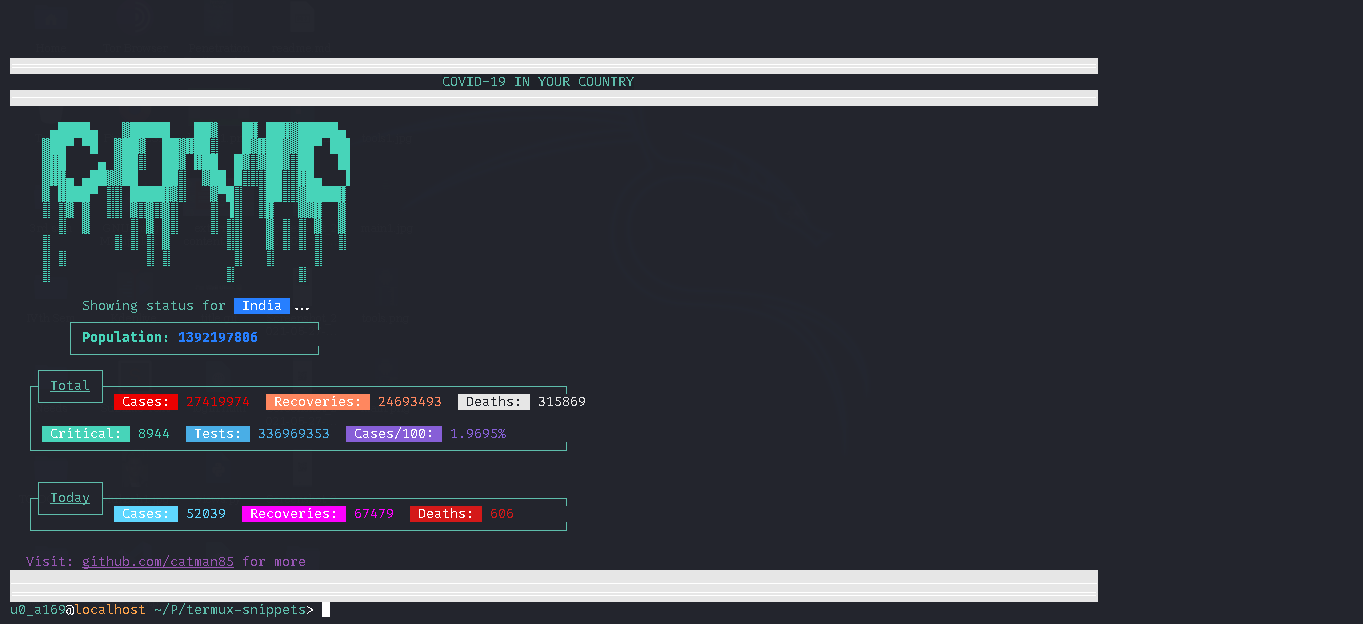 COVID-19 IN YOUR COUNTRY
COVID
Showing status for India ...
Population: 1392197806
Total
Cases: 27419974 Recoveries: 24693493 Deaths: 315869
Critical: 8944 Tests: 336969353 Cases/100: 1.9695%
Today
Cases: 52039 Recoveries: 67479 Deaths: 606
Visit: github.com/catman85 for more
u0_a169@localhost ~/P/termux-snippets>